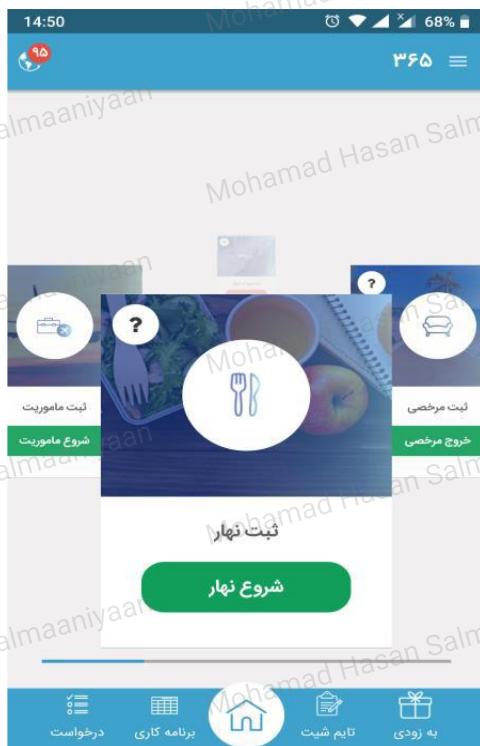 14:50
68%
۹۵
۳۶۵
?
?
ثبت مرخصی
خروج مرخصی
ثبت ماموریت
شروع ماموریت
ثبت نهار
شروع نهار
به زودی
تایم شیت
برنامه کاری
درخواست
Mohamad Hasan Salmaaniyaan